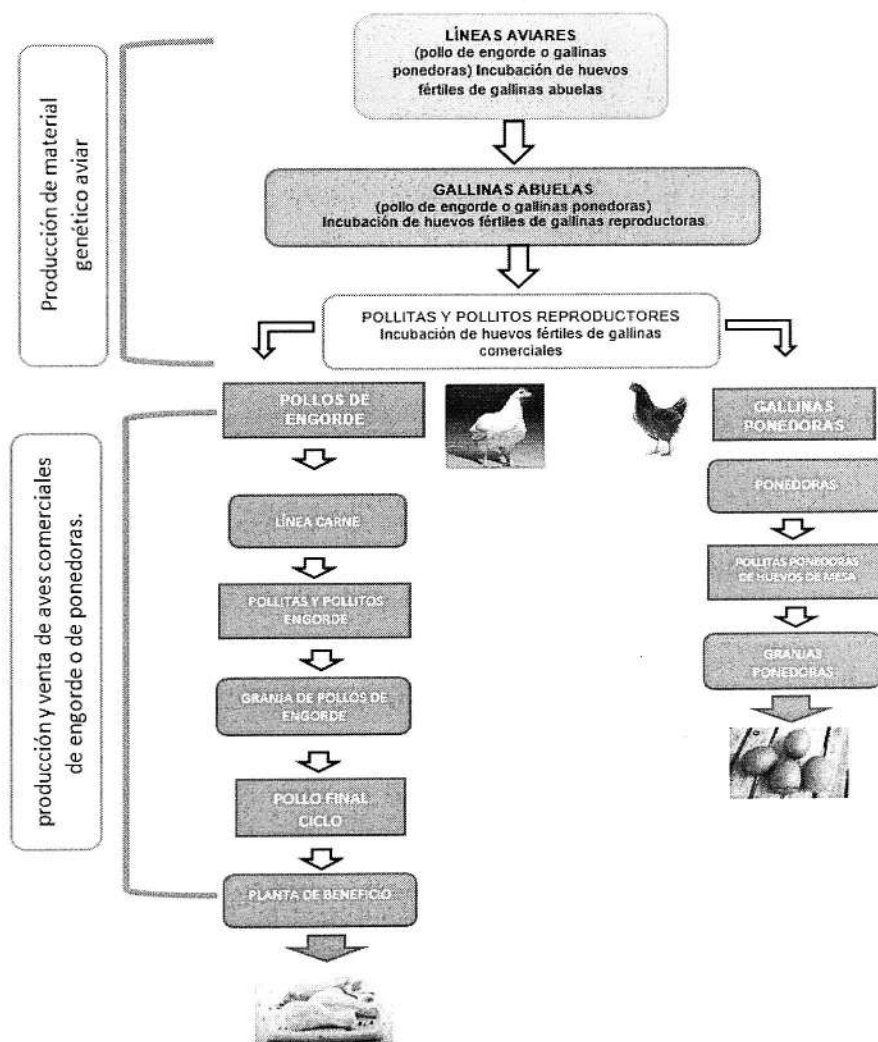 LÍNEAS AVIARES
(pollo de engorde o gallinas
ponedoras) Incubación de huevos
fértiles de gallinas abuelas
Producción de material
genético aviar
GALLINAS ABUELAS
(pollo de engorde o gallinas ponedoras)
Incubación de huevos fértiles de gallinas reproductoras
POLLITAS Y POLLITOS REPRODUCTORES
Incubación de huevos fértiles de gallinas
comerciales
POLLOS DE
ENGORDE
GALLINAS
PONEDORAS
producción y venta de aves comerciales
de engorde o de ponedoras.
LÍNEA CARNE
POLLITAS Y POLLITOS
ENGORDE
GRANJA DE POLLOS DE
ENGORDE
POLLO FINAL
CICLO
PLANTA DE BENEFICIO
PONEDORAS
POLLITAS PONEDORAS
DE HUEVOS DE MESA
GRANJAS
PONEDORAS